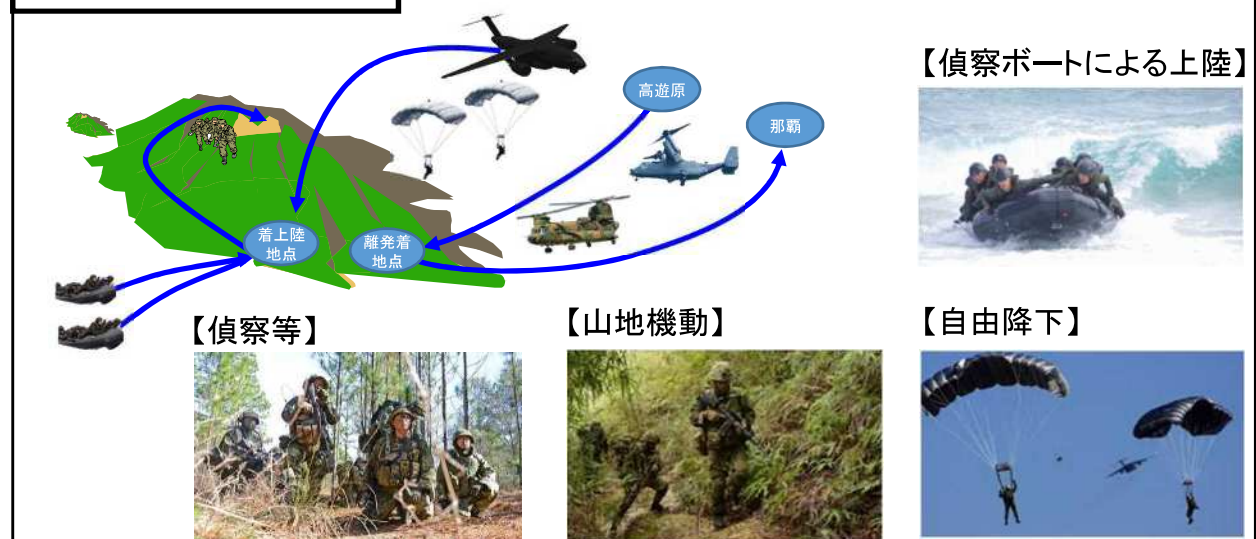 【偵察ボートによる上陸】
高遊原
那覇
着上陸
地点
離発着
地点
【偵察等】
【山地機動】
【自由降下】